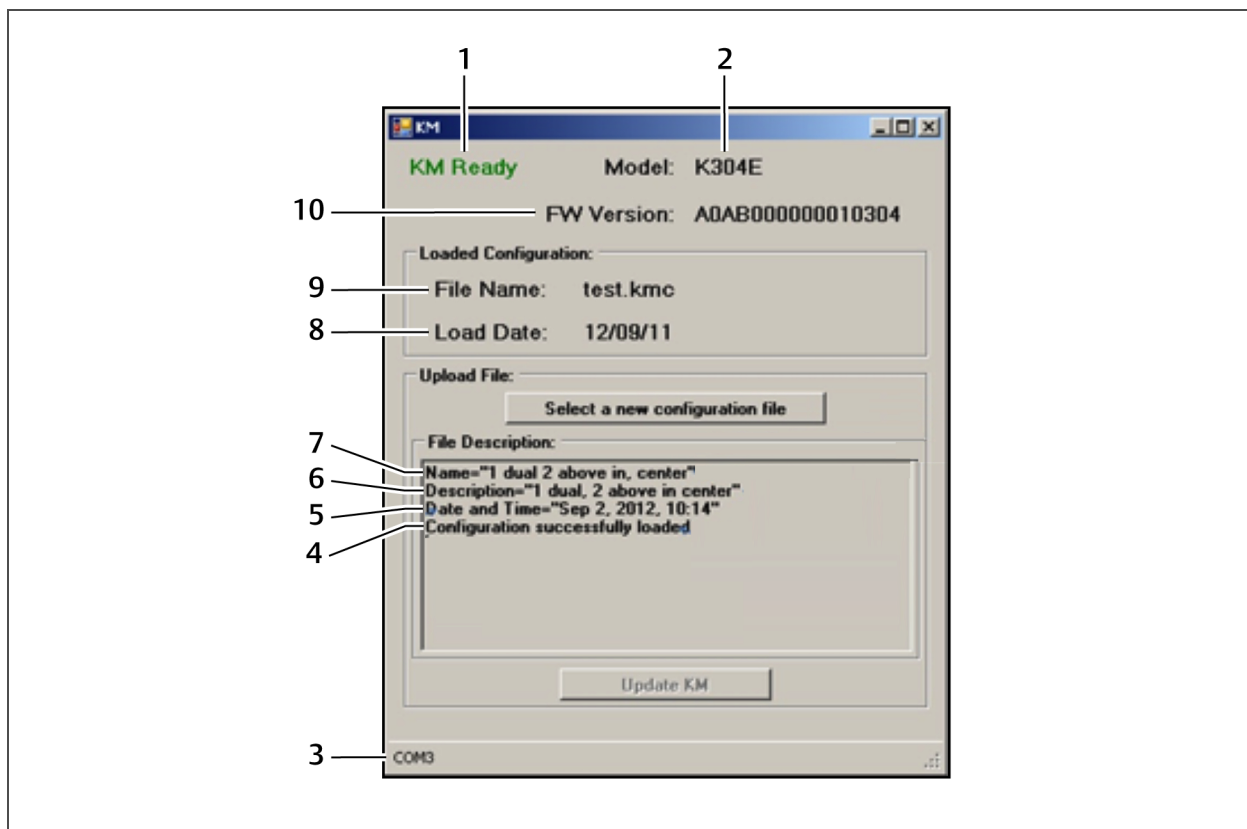 1 2
KM
KM Ready Model: K304E
10 FW Version: A0AB000000010304
Loaded Configuration:
9 File Name: test.kmc
8 Load Date: 12/09/11
Upload File:
Select a new configuration file
File Description:
7 Name="1 dual 2 above in, center"
6 Description="1 dual, 2 above in center"
5 Date and Time="Sep 2, 2012, 10:14"
4 Configuration successfully loaded
Update KM
3 COM3